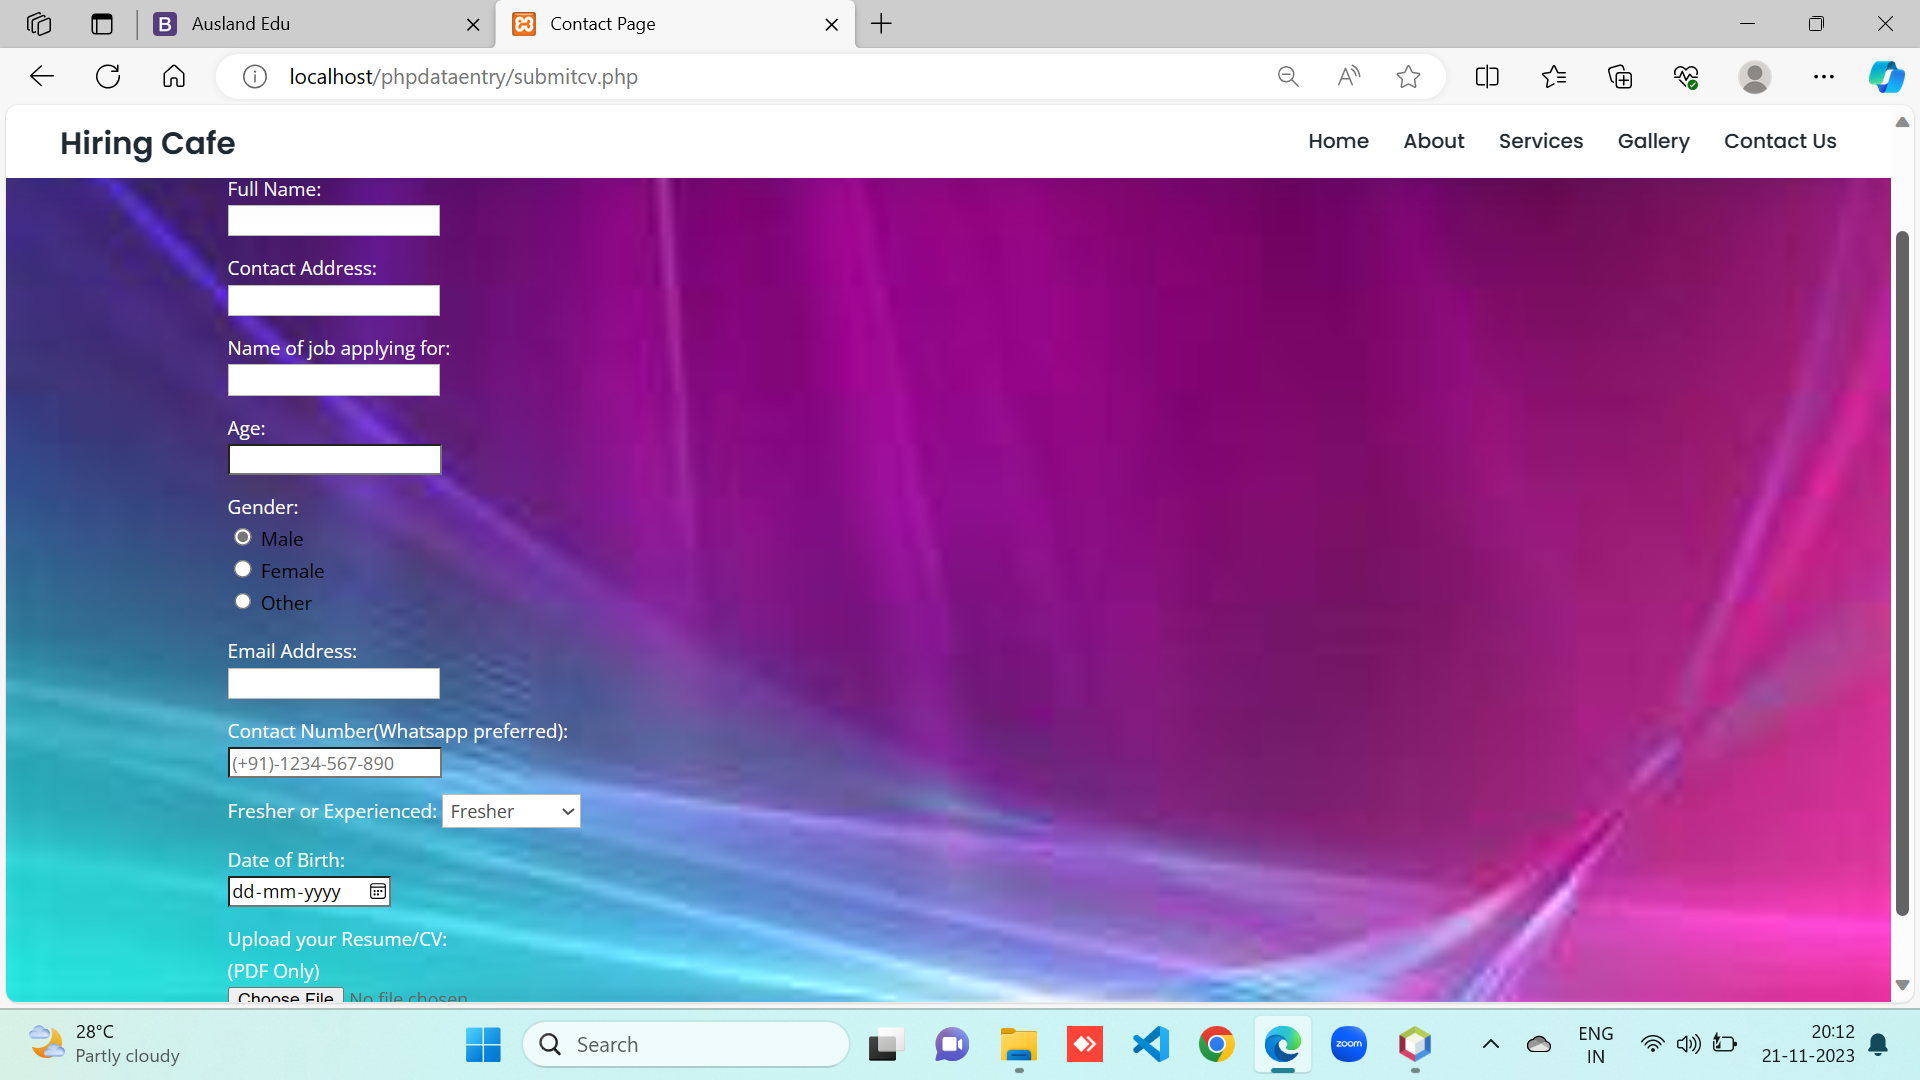 Ausland Edu
Contact Page
localhost/phpdataentry/submitcv.php
Hiring Cafe
Home
About
Services
Gallery
Contact Us
Full Name:
Contact Address:
Name of job applying for:
Age:
Gender:
Male
Female
Other
Email Address:
Contact Number(Whatsapp preferred):
(+91)-1234-567-890
Fresher or Experienced: Fresher
Date of Birth:
dd-mm-yyyy
Upload your Resume/CV:
(PDF Only)
Choose File No file chosen
28°C
Partly cloudy
Search
zoom
ENG
IN
20:12
21-11-2023